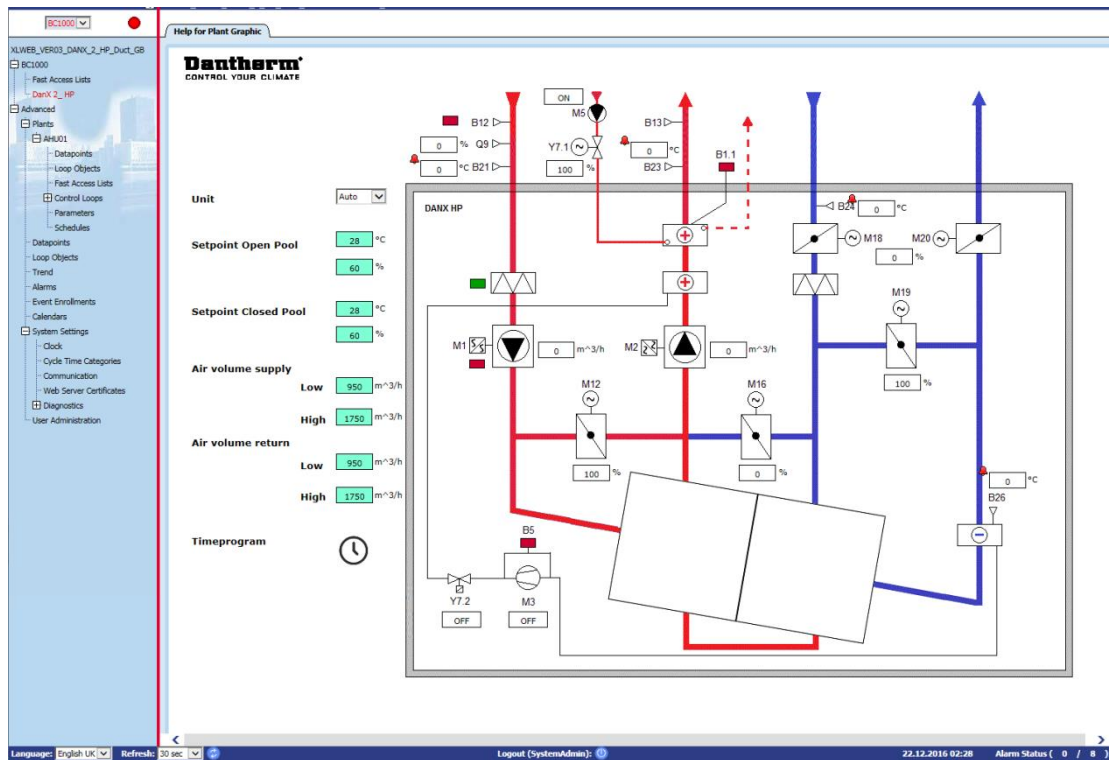 BC1000
Help for Plant Graphic
XLWEB_VER03_DANX_2_HP_Duct_GB
BC1000
Fast Access Lists
DanX 2_ HP
Advanced
Plants
AHU01
Datapoints
Loop Objects
Fast Access Lists
Control Loops
Parameters
Schedules
Datapoints
Loop Objects
Trend
Alarms
Event Enrollments
Calendars
System Settings
Clock
Cycle Time Categories
Communication
Web Server Certificates
Diagnostics
User Administration
Dantherm
CONTROL YOUR CLIMATE
Unit Auto
Setpoint Open Pool 28 °C
60 %
Setpoint Closed Pool 28 °C
60 %
Air volume supply
Low 950 m^3/h
High 1750 m^3/h
Air volume return
Low 950 m^3/h
High 1750 m^3/h
Timeprogram
ON
M5
B12
0 % Q9
0 °C B21
Y7.1
100 %
B13
0 °C
B23
B1.1
DANX HP
B24 0 °C
M18
0 %
M20
M19
100 %
M1
0 m^3/h
M2
0 m^3/h
M12
100 %
M16
0 %
0 °C
B26
B5
Y7.2
OFF
M3
OFF
Language: English UK Refresh: 30 sec Logout (SystemAdmin): 22.12.2016 02:28 Alarm Status ( 0 / 8 )